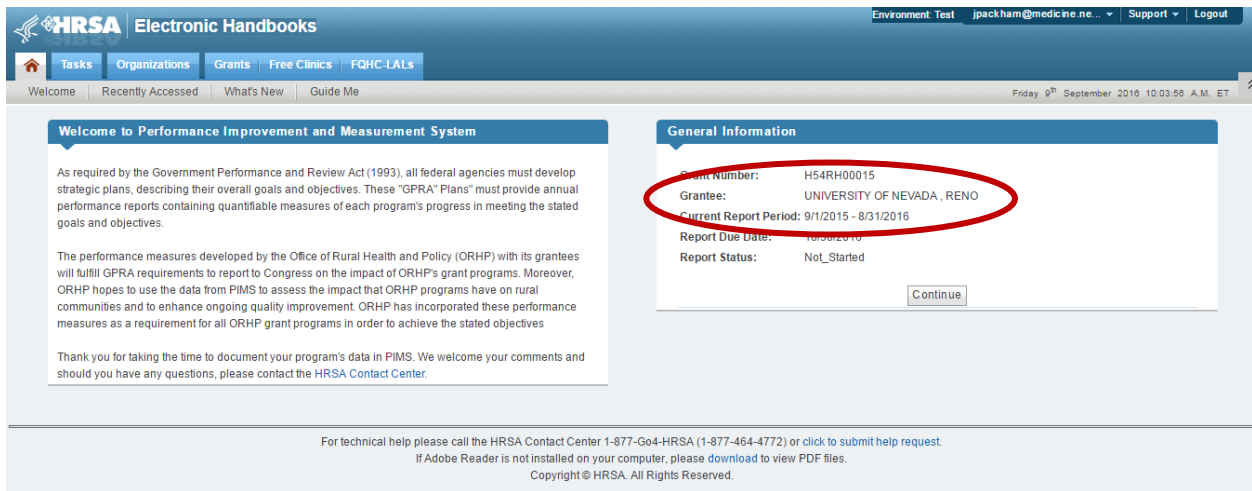 Environment: Test jpackham@medicine.ne... Support Logout
HRSA Electronic Handbooks
Tasks Organizations Grants Free Clinics FQHC-LALs
Welcome Recently Accessed What's New Guide Me Friday 9th September 2016 10:03:56 A.M. ET
Welcome to Performance Improvement and Measurement System
As required by the Government Performance and Review Act (1993), all federal agencies must develop
strategic plans, describing their overall goals and objectives. These "GPRA" Plans" must provide annual
performance reports containing quantifiable measures of each program's progress in meeting the stated
goals and objectives.
The performance measures developed by the Office of Rural Health and Policy (ORHP) with its grantees
will fulfill GPRA requirements to report to Congress on the impact of ORHP's grant programs. Moreover,
ORHP hopes to use the data from PIMS to assess the impact that ORHP programs have on rural
communities and to enhance ongoing quality improvement. ORHP has incorporated these performance
measures as a requirement for all ORHP grant programs in order to achieve the stated objectives
Thank you for taking the time to document your program's data in PIMS. We welcome your comments and
should you have any questions, please contact the HRSA Contact Center.
General Information
Grant Number: H54RH00015
Grantee: UNIVERSITY OF NEVADA , RENO
Current Report Period: 9/1/2015 - 8/31/2016
Report Due Date:
Report Status: Not_Started
Continue
For technical help please call the HRSA Contact Center 1-877-Go4-HRSA (1-877-464-4772) or click to submit help request.
If Adobe Reader is not installed on your computer, please download to view PDF files.
Copyright © HRSA. All Rights Reserved.